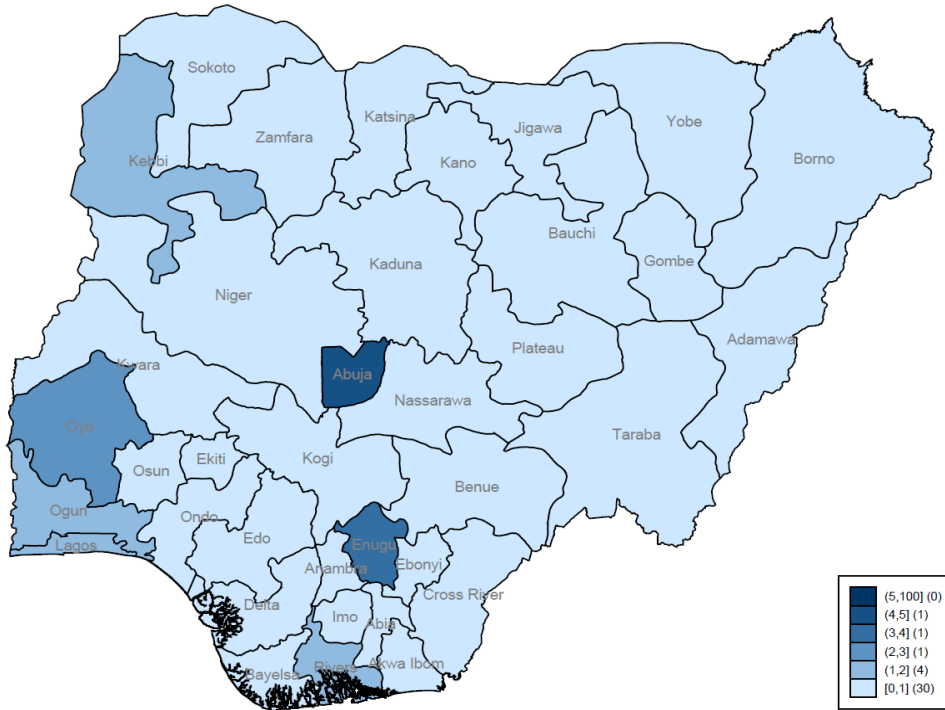 Sokoto
Katsina
Zamfara
Jigawa
Yobe
Kebbi
Kano
Borno
Bauchi
Kaduna
Gombe
Niger
Adamawa
Plateau
Kwara
Abuja
Nassarawa
Oyo
Taraba
Kogi
Ekiti
Osun
Benue
Ogun
Ondo
Edo
Lagos
Enugu
Anambra
Ebonyi
Cross River
Delta
Imo
Abia
Bayelsa
Rivers
Akwa Ibom
(5,100] (0)
(4,5] (1)
(3,4] (1)
(2,3] (1)
(1,2] (4)
[0,1] (30)